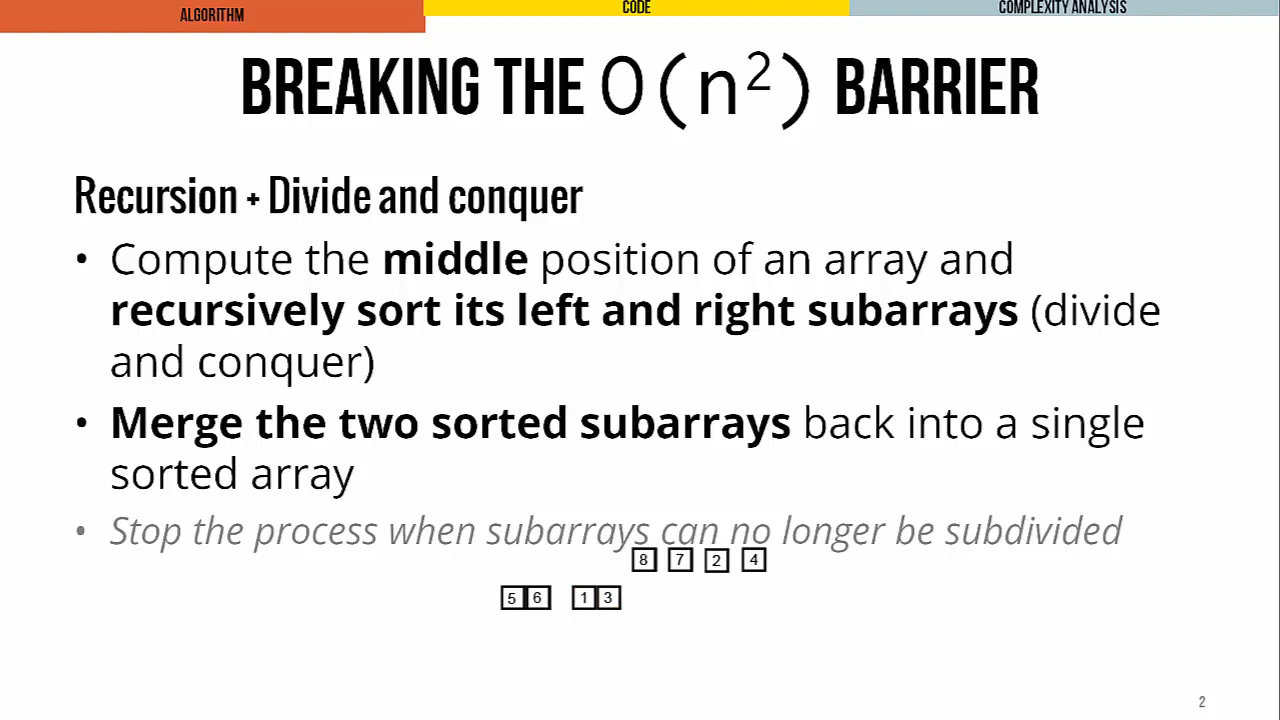 ALGORITHM
CODE
COMPLEXITY ANALYSIS
BREAKING THE O(n²) BARRIER
Recursion + Divide and conquer
• Compute the middle position of an array and
recursively sort its left and right subarrays (divide
and conquer)
• Merge the two sorted subarrays back into a single
sorted array
• Stop the process when subarrays can no longer be subdivided
8 7 2 4
5 6 1 3
2